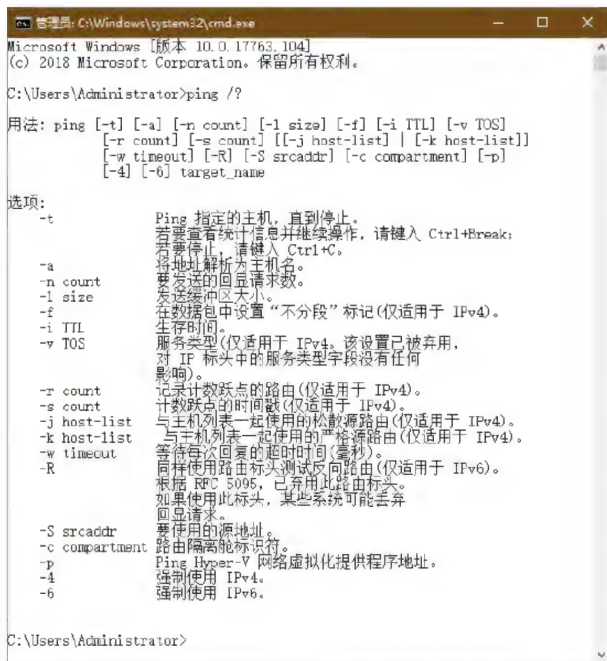 管理员: C:\Windows\system32\cmd.exe
Microsoft Windows [版本 10.0.17763.104]
(c) 2018 Microsoft Corporation。保留所有权利。
C:\Users\Administrator>ping /?
用法: ping [-t] [-a] [-n count] [-l size] [-f] [-i TTL] [-v TOS]
[-r count] [-s count] [[-j host-list] | [-k host-list]]
[-w timeout] [-R] [-S srcaddr] [-c compartment] [-p]
[-4] [-6] target_name
选项:
-t Ping 指定的主机，直到停止。
若要查看统计信息并继续操作，请键入 Ctrl+Break;
若要停止，请键入 Ctrl+C。
-a 将地址解析为主机名。
-n count 要发送的回显请求数。
-l size 发送缓冲区大小。
-f 在数据包中设置“不分段”标记(仅适用于 IPv4)。
-i TTL 生存时间。
-v TOS 服务类型(仅适用于 IPv4。该设置已被弃用，
对 IP 标头中的服务类型字段没有任何
影响)。
-r count 记录计数跃点的路由(仅适用于 IPv4)。
-s count 计数跃点的时间戳(仅适用于 IPv4)。
-j host-list 与主机列表一起使用的松散源路由(仅适用于 IPv4)。
-k host-list 与主机列表一起使用的严格源路由(仅适用于 IPv4)。
-w timeout 等待每次回复的超时时间(毫秒)。
-R 同样使用路由标头测试反向路由(仅适用于 IPv6)。
根据 RFC 5095，已弃用此路由标头。
如果使用此标头，某些系统可能丢弃
回显请求。
-S srcaddr 要使用的源地址。
-c compartment 路由隔离舱标识符。
-p Ping Hyper-V 网络虚拟化提供程序地址。
-4 强制使用 IPv4。
-6 强制使用 IPv6。
C:\Users\Administrator>